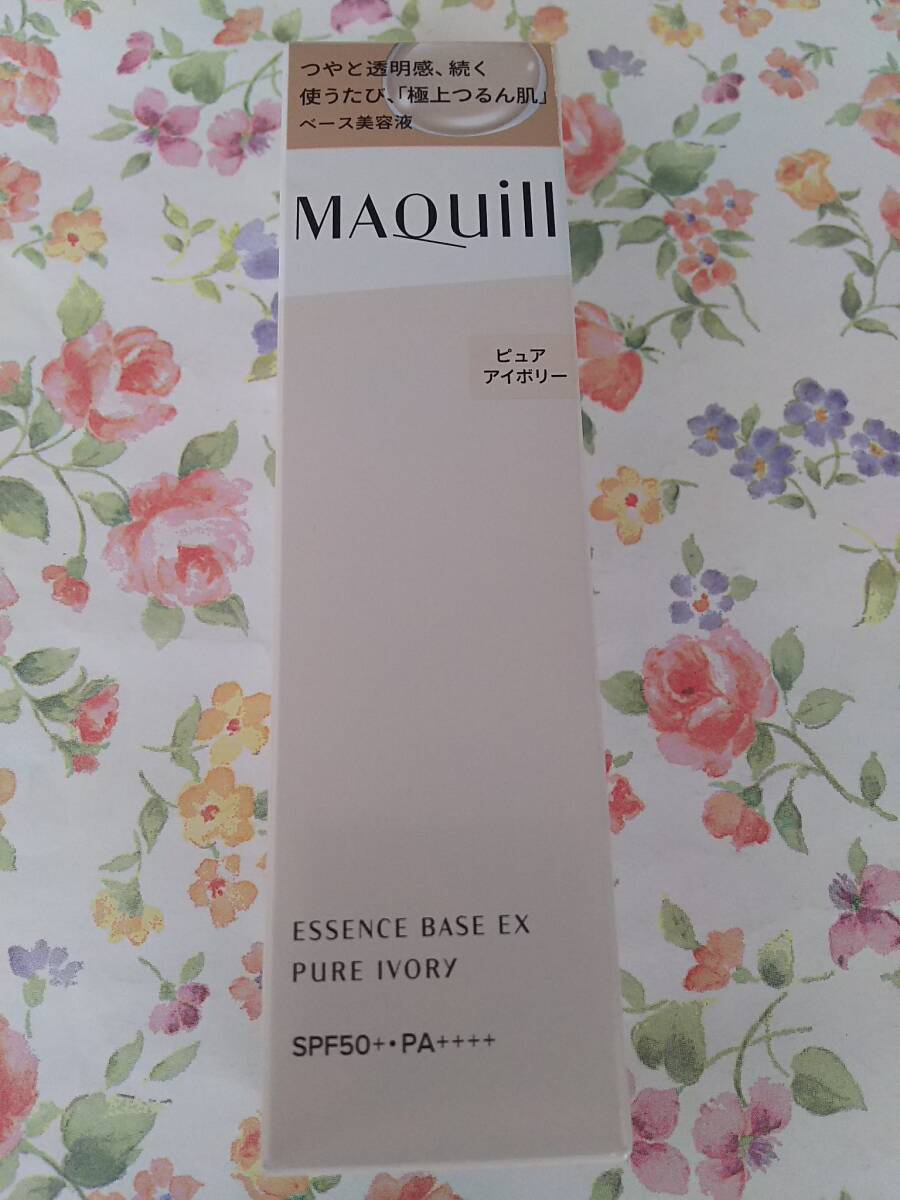 つやと透明感、続く
使うたび、「極上つるん肌」
ベース美容液
MAQuill
ピュア
アイボリー
ESSENCE BASE EX
PURE IVORY
SPF50+・PA++++